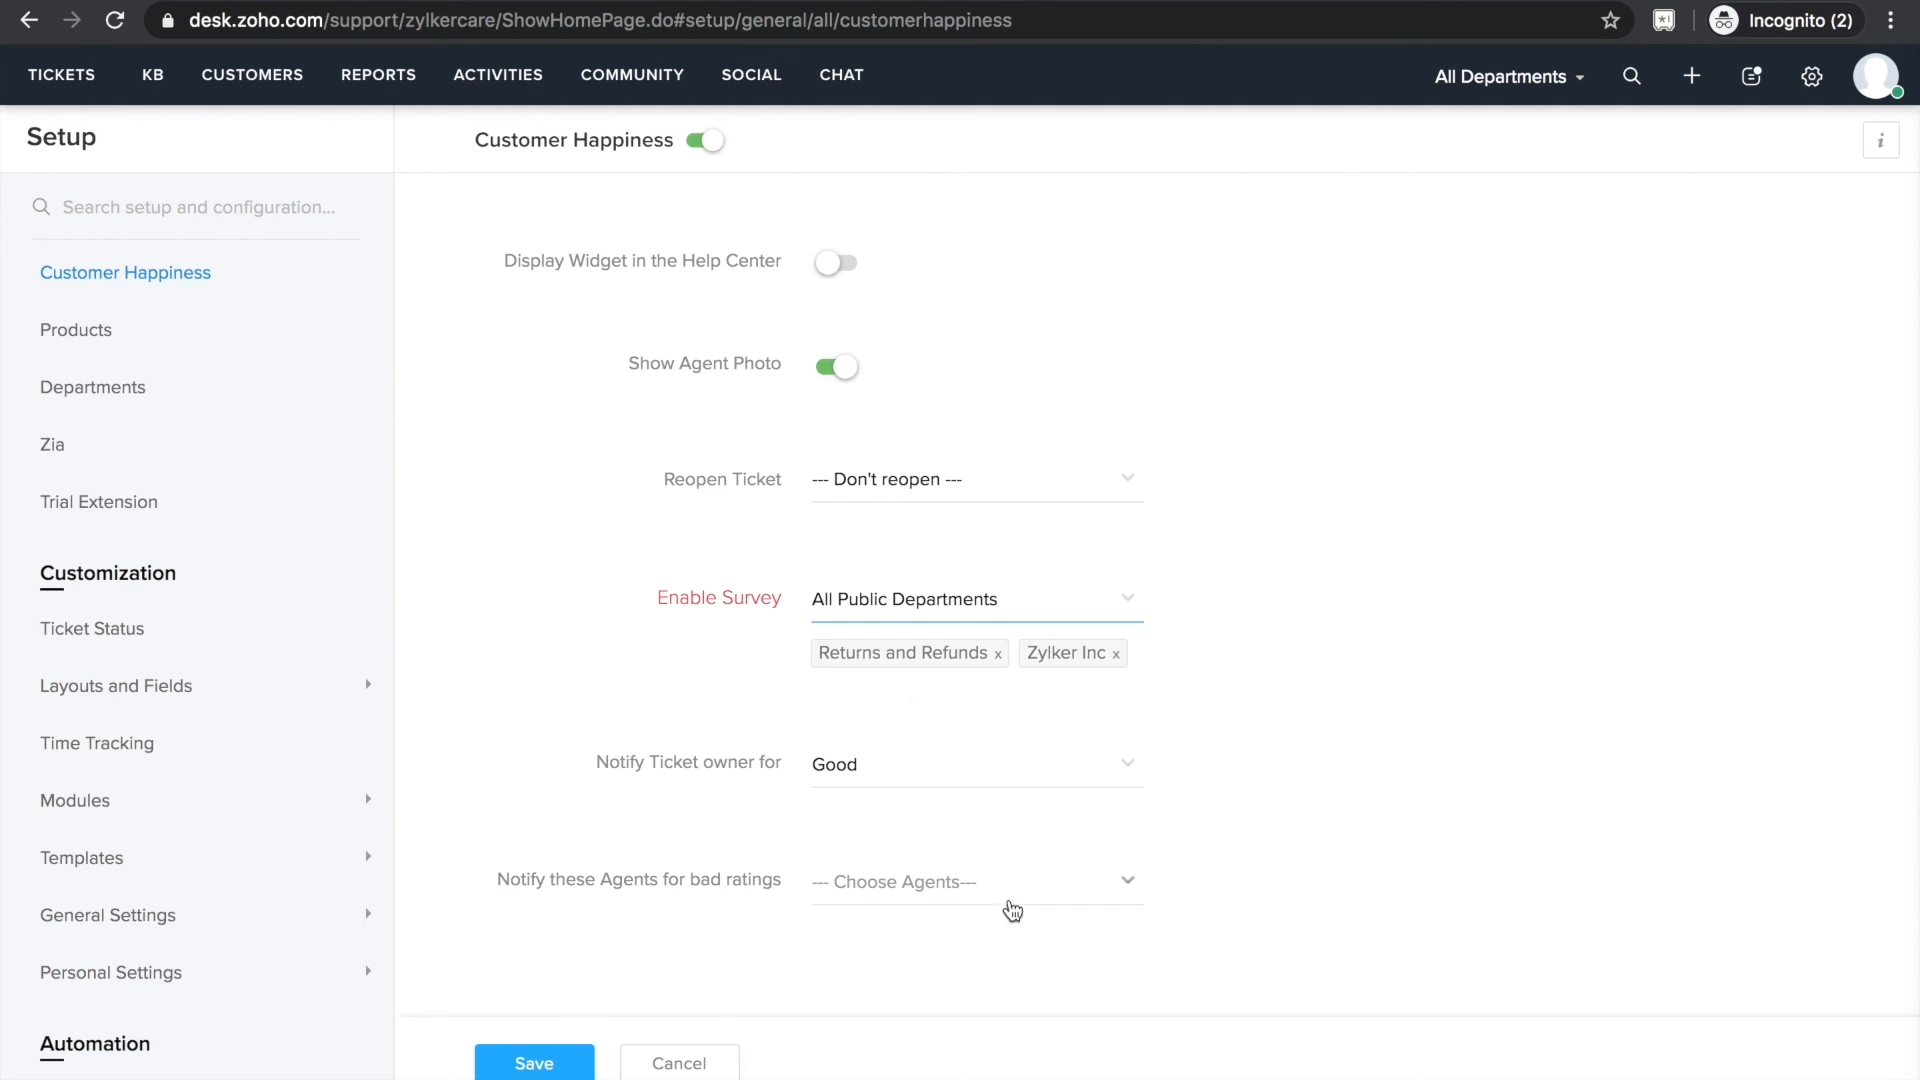 desk.zoho.com/support/zylkercare/ShowHomePage.do#setup/general/all/customerhappiness
Incognito (2)
TICKETS KB CUSTOMERS REPORTS ACTIVITIES COMMUNITY SOCIAL CHAT
All Departments
Setup
Search setup and configuration...
Customer Happiness
Products
Departments
Zia
Trial Extension
Customization
Ticket Status
Layouts and Fields
Time Tracking
Modules
Templates
General Settings
Personal Settings
Automation
Customer Happiness
i
Display Widget in the Help Center
Show Agent Photo
Reopen Ticket --- Don't reopen ---
Enable Survey All Public Departments
Returns and Refunds x Zylker Inc x
Notify Ticket owner for Good
Notify these Agents for bad ratings --- Choose Agents---
Save Cancel